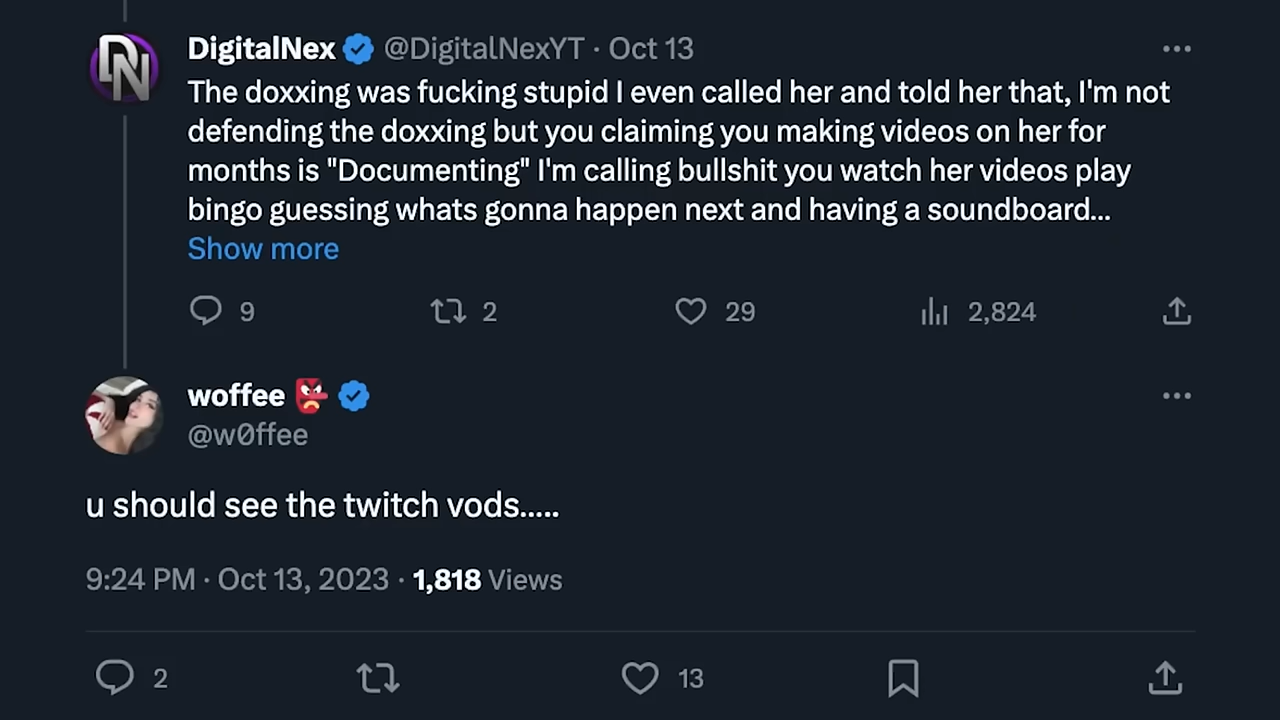 DN
DigitalNex @DigitalNexYT · Oct 13
The doxxing was fucking stupid I even called her and told her that, I'm not
defending the doxxing but you claiming you making videos on her for
months is "Documenting" I'm calling bullshit you watch her videos play
bingo guessing whats gonna happen next and having a soundboard...
Show more
9 2 29 2,824
woffee 👺
@w0ffee
u should see the twitch vods.....
9:24 PM · Oct 13, 2023 · 1,818 Views
2 13